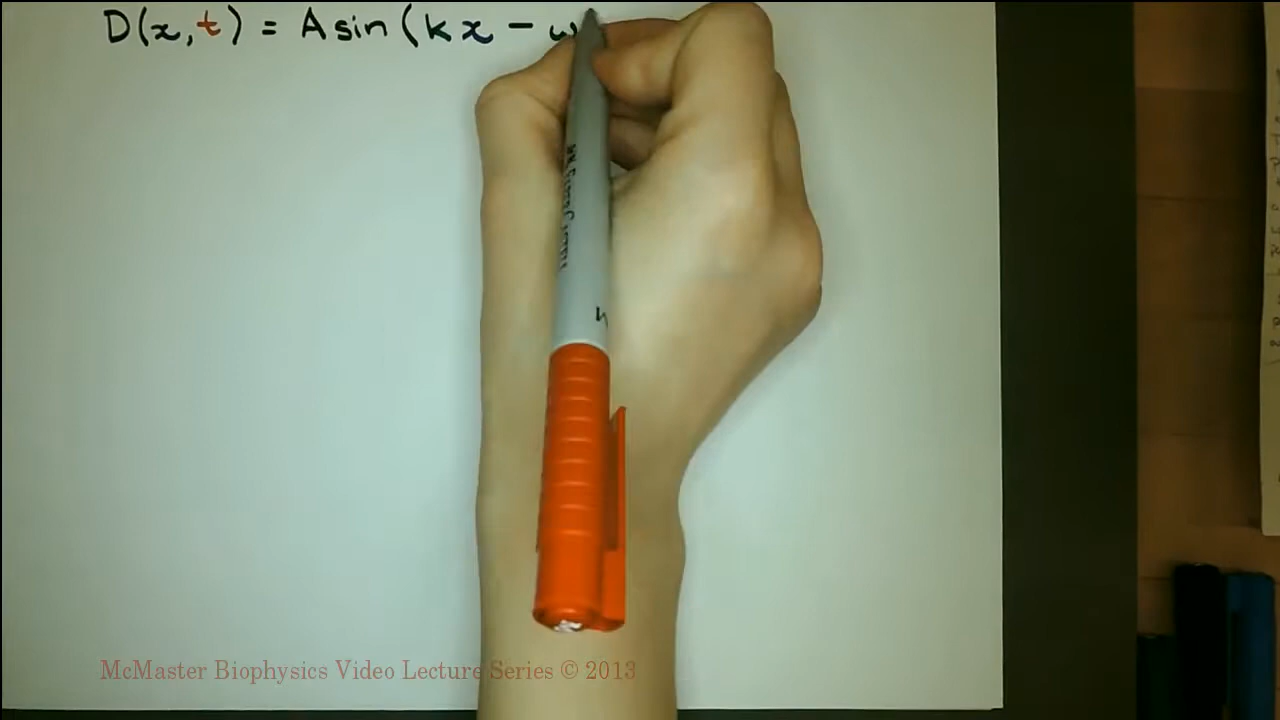 D(x,t) = A sin (kx - ω
McMaster Biophysics Video Lecture Series © 2013